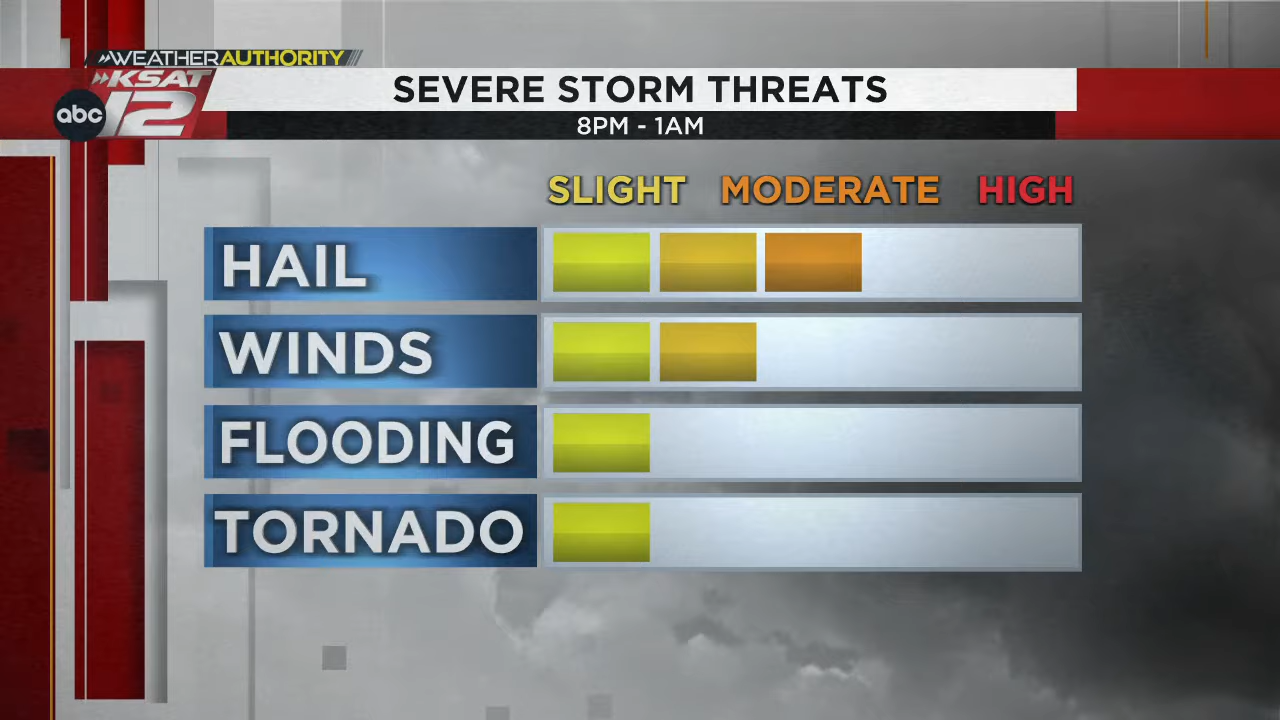 WEATHERAUTHORITY
KSAT
abc 12
SEVERE STORM THREATS
8PM - 1AM
SLIGHT MODERATE HIGH
HAIL
WINDS
FLOODING
TORNADO